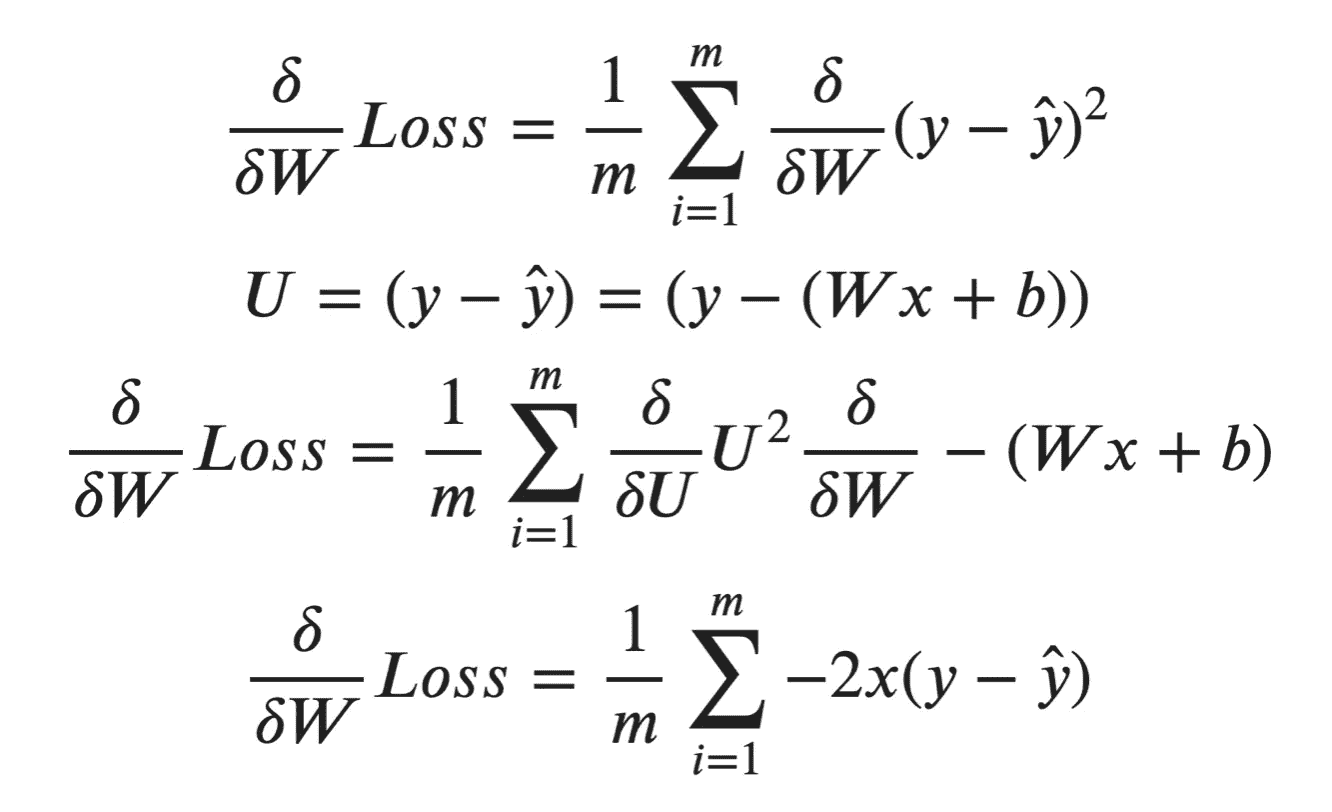 δ/δW Loss = 1/m ∑_{i=1}^{m} δ/δW (y − ŷ)²
U = (y − ŷ) = (y − (Wx + b))
δ/δW Loss = 1/m ∑_{i=1}^{m} δ/δU U² δ/δW − (Wx + b)
δ/δW Loss = 1/m ∑_{i=1}^{m} −2x(y − ŷ)